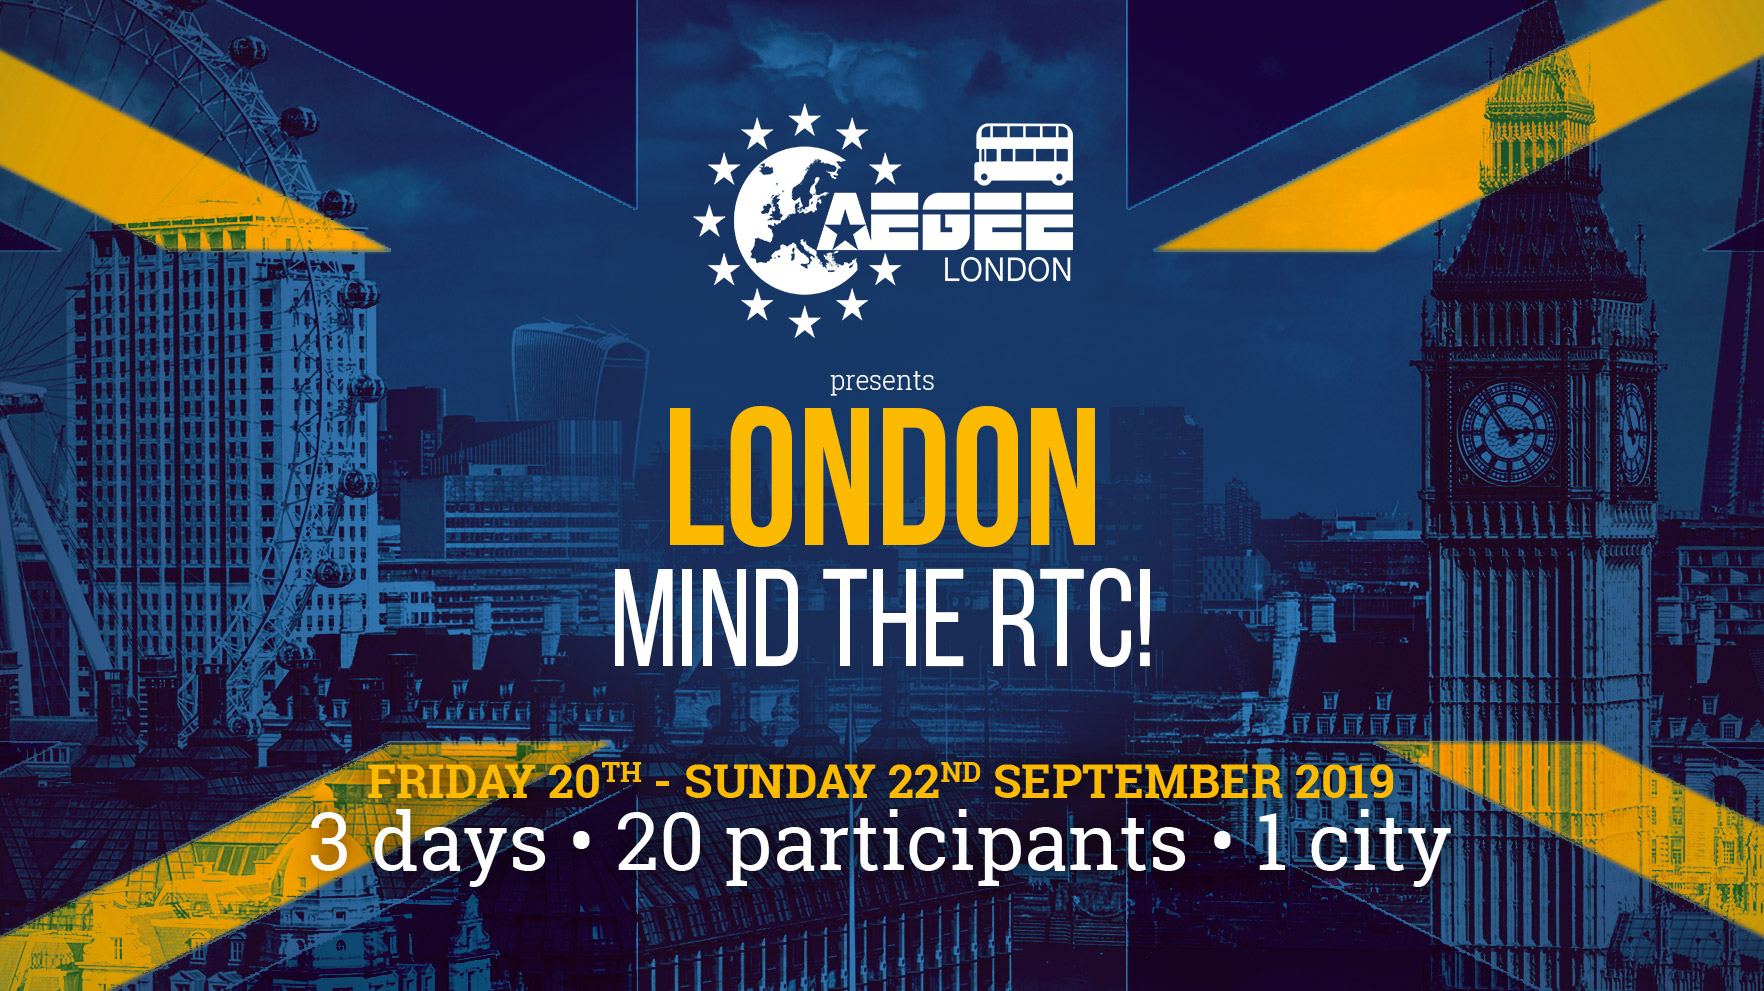 AEGEE
LONDON
presents
LONDON
MIND THE RTC!
FRIDAY 20TH - SUNDAY 22ND SEPTEMBER 2019
3 days • 20 participants • 1 city